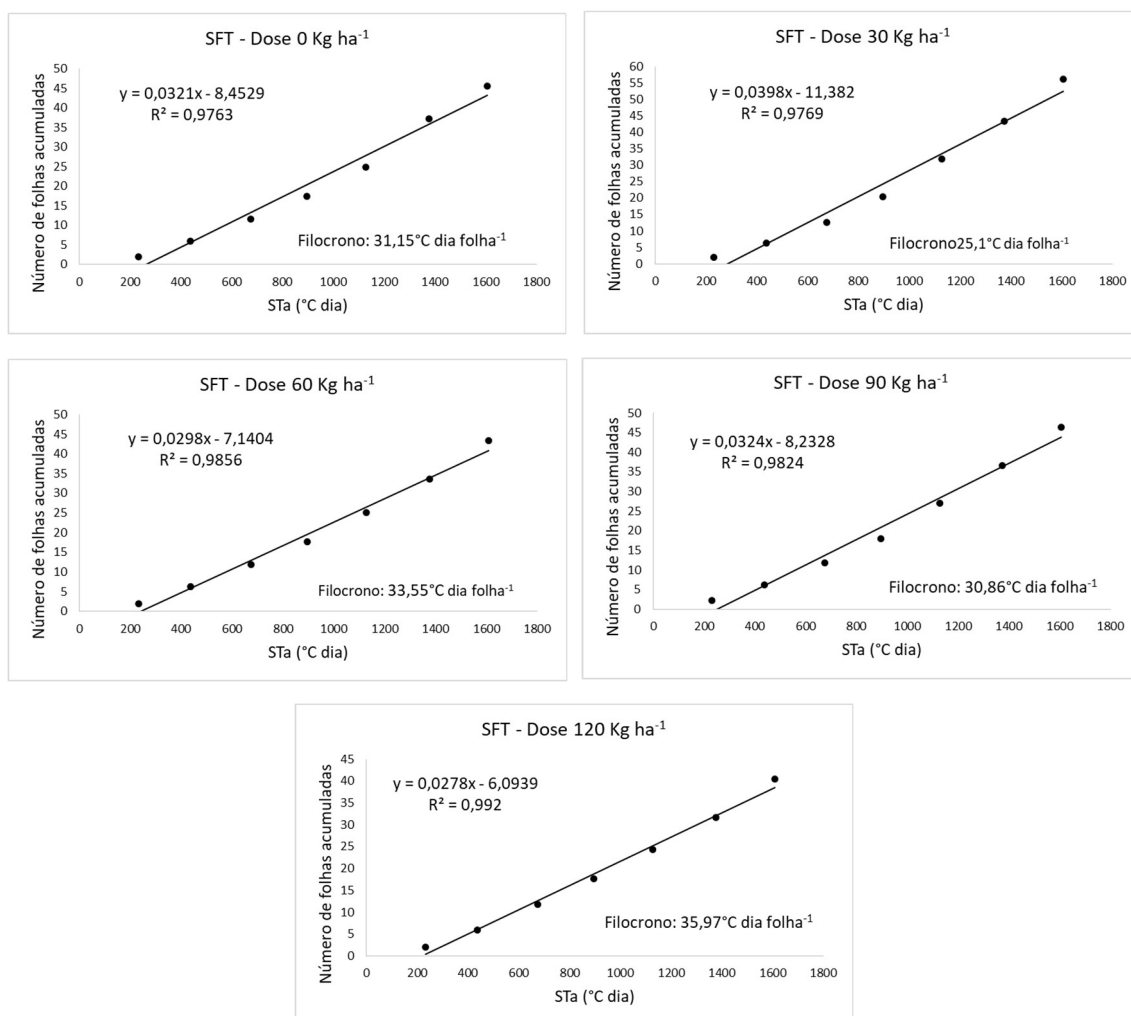 SFT - Dose 0 Kg ha⁻¹
y = 0,0321x - 8,4529
R² = 0,9763
Filocrono: 31,15°C dia folha⁻¹
Número de folhas acumuladas
50
45
40
35
30
25
20
15
10
5
0
0 200 400 600 800 1000 1200 1400 1600 1800
STa (°C dia)
SFT - Dose 30 Kg ha⁻¹
y = 0,0398x - 11,382
R² = 0,9769
Filocrono25,1°C dia folha⁻¹
Número de folhas acumuladas
60
55
50
45
40
35
30
25
20
15
10
5
0
0 200 400 600 800 1000 1200 1400 1600 1800
STa (°C dia)
SFT - Dose 60 Kg ha⁻¹
y = 0,0298x - 7,1404
R² = 0,9856
Filocrono: 33,55°C dia folha⁻¹
Número de folhas acumuladas
50
45
40
35
30
25
20
15
10
5
0
0 200 400 600 800 1000 1200 1400 1600 1800
STa (°C dia)
SFT - Dose 90 Kg ha⁻¹
y = 0,0324x - 8,2328
R² = 0,9824
Filocrono: 30,86°C dia folha⁻¹
Número de folhas acumuladas
50
45
40
35
30
25
20
15
10
5
0
0 200 400 600 800 1000 1200 1400 1600 1800
STa (°C dia)
SFT - Dose 120 Kg ha⁻¹
y = 0,0278x - 6,0939
R² = 0,992
Filocrono: 35,97°C dia folha⁻¹
Número de folhas acumuladas
45
40
35
30
25
20
15
10
5
0
0 200 400 600 800 1000 1200 1400 1600 1800
STa (°C dia)